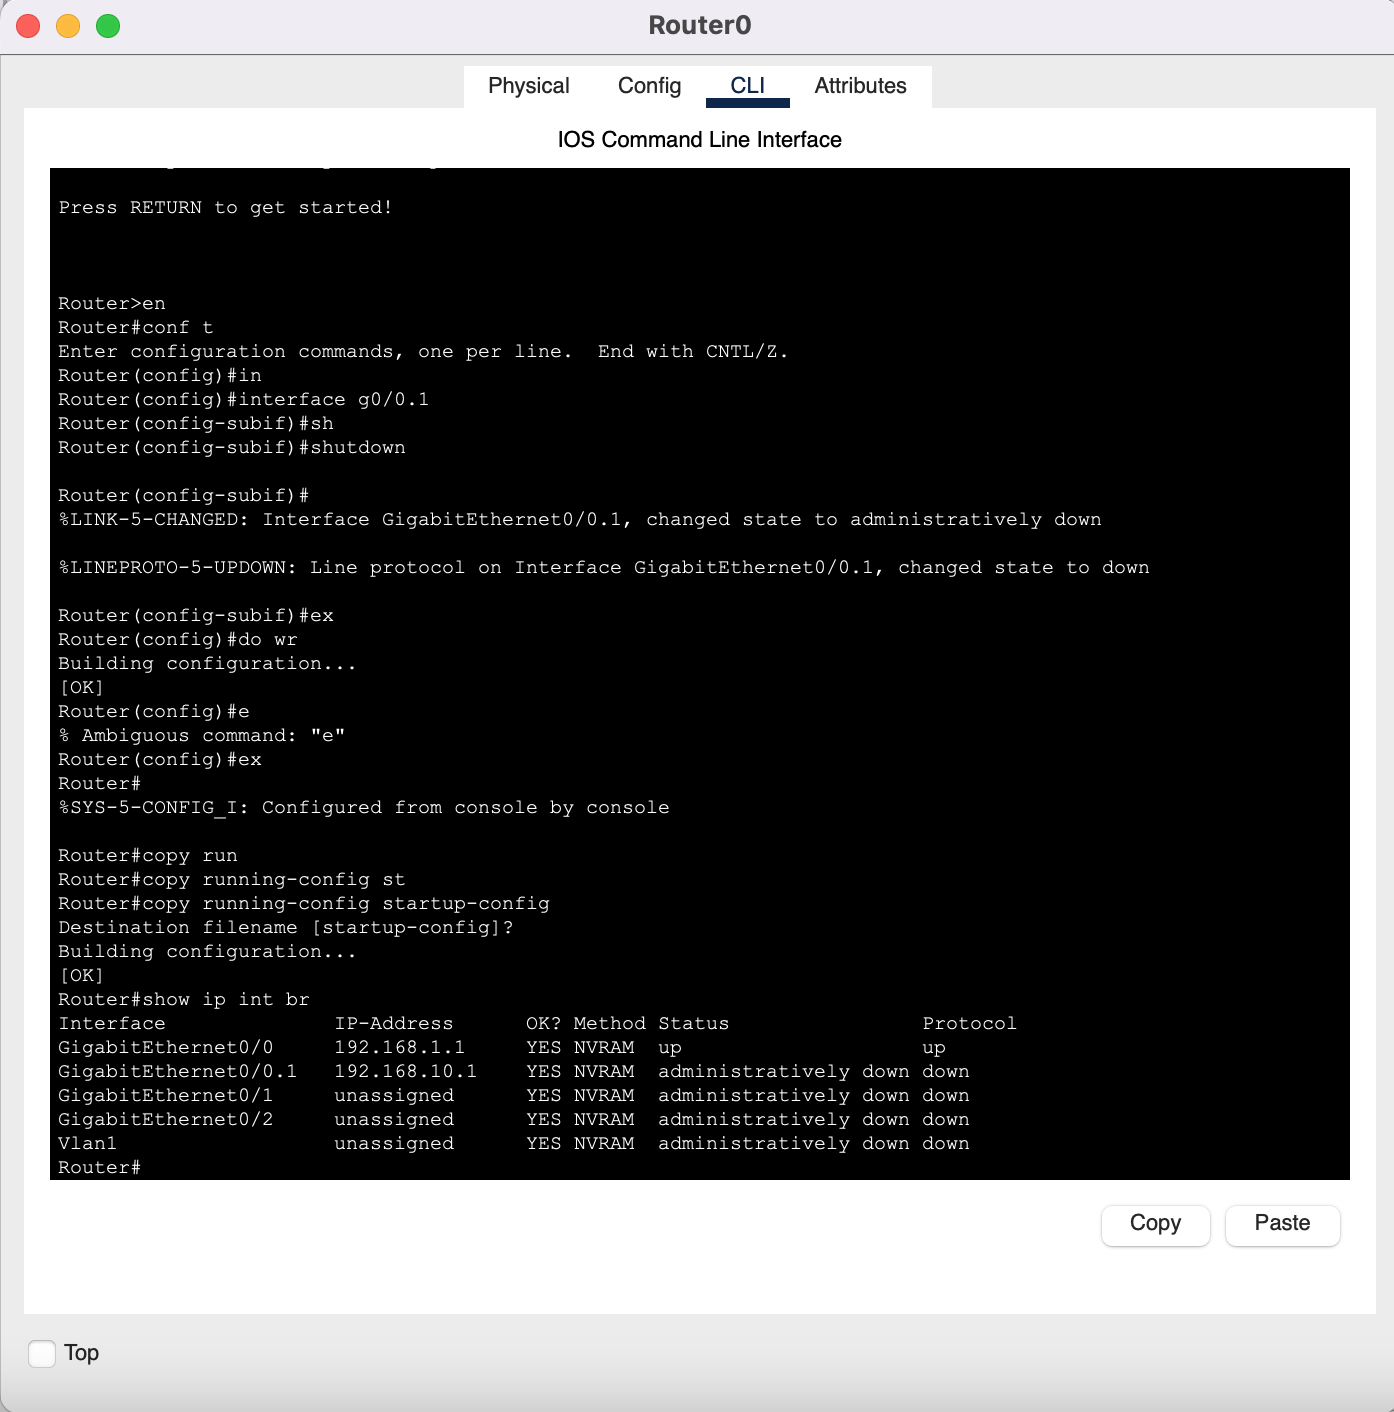 Router0
Physical Config CLI Attributes
IOS Command Line Interface
Press RETURN to get started!
Router>en
Router#conf t
Enter configuration commands, one per line.  End with CNTL/Z.
Router(config)#in
Router(config)#interface g0/0.1
Router(config-subif)#sh
Router(config-subif)#shutdown
Router(config-subif)#
%LINK-5-CHANGED: Interface GigabitEthernet0/0.1, changed state to administratively down
%LINEPROTO-5-UPDOWN: Line protocol on Interface GigabitEthernet0/0.1, changed state to down
Router(config-subif)#ex
Router(config)#do wr
Building configuration...
[OK]
Router(config)#e
% Ambiguous command: "e"
Router(config)#ex
Router#
%SYS-5-CONFIG_I: Configured from console by console
Router#copy run
Router#copy running-config st
Router#copy running-config startup-config
Destination filename [startup-config]?
Building configuration...
[OK]
Router#show ip int br
Interface              IP-Address      OK? Method Status                Protocol
GigabitEthernet0/0     192.168.1.1     YES NVRAM  up                    up
GigabitEthernet0/0.1   192.168.10.1    YES NVRAM  administratively down down
GigabitEthernet0/1     unassigned      YES NVRAM  administratively down down
GigabitEthernet0/2     unassigned      YES NVRAM  administratively down down
Vlan1                  unassigned      YES NVRAM  administratively down down
Router#
Copy Paste
Top